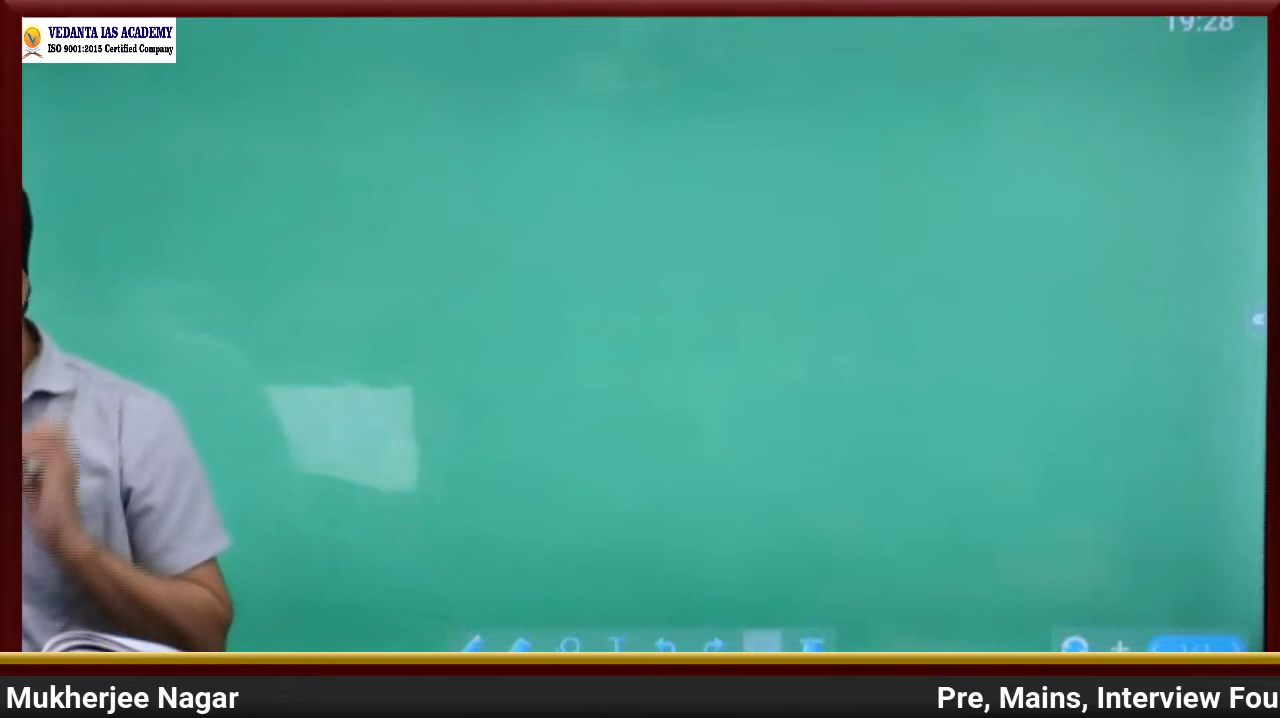 VEDANTA IAS ACADEMY
ISO 9001:2015 Certified Company
19:28
Mukherjee Nagar
Pre, Mains, Interview Fou